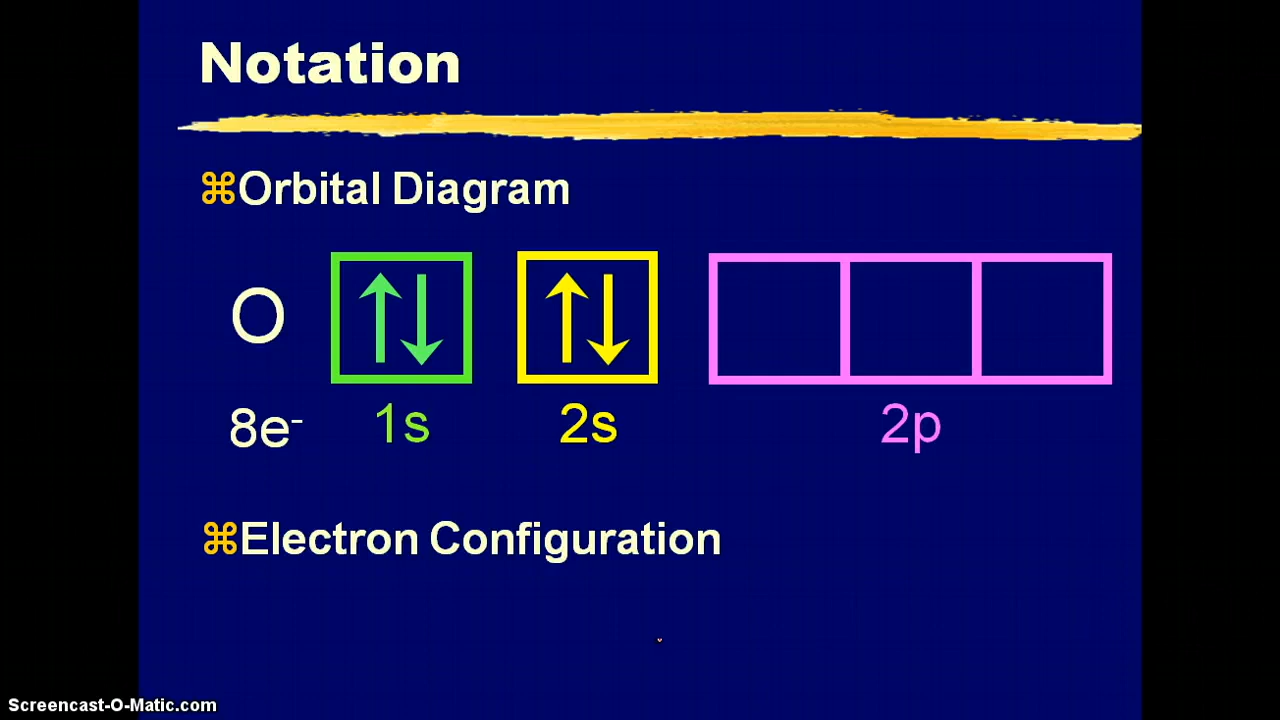 Notation
⌘Orbital Diagram
O
8e⁻ 1s 2s 2p
⌘Electron Configuration
Screencast-O-Matic.com